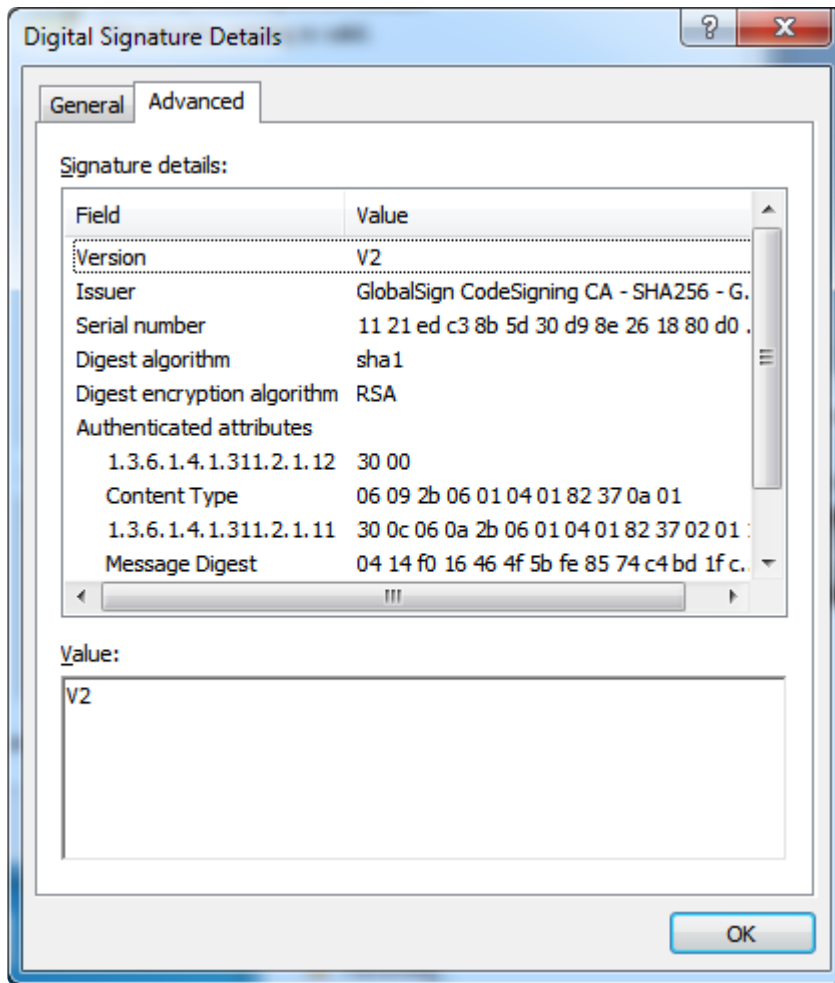 Digital Signature Details
General Advanced
Signature details:
Field Value
Version V2
Issuer GlobalSign CodeSigning CA - SHA256 - G.
Serial number 11 21 ed c3 8b 5d 30 d9 8e 26 18 80 d0 .
Digest algorithm sha1
Digest encryption algorithm RSA
Authenticated attributes
1.3.6.1.4.1.311.2.1.12 30 00
Content Type 06 09 2b 06 01 04 01 82 37 0a 01
1.3.6.1.4.1.311.2.1.11 30 0c 06 0a 2b 06 01 04 01 82 37 02 01
Message Digest 04 14 f0 16 46 4f 5b fe 85 74 c4 bd 1f c..
Value:
V2
OK